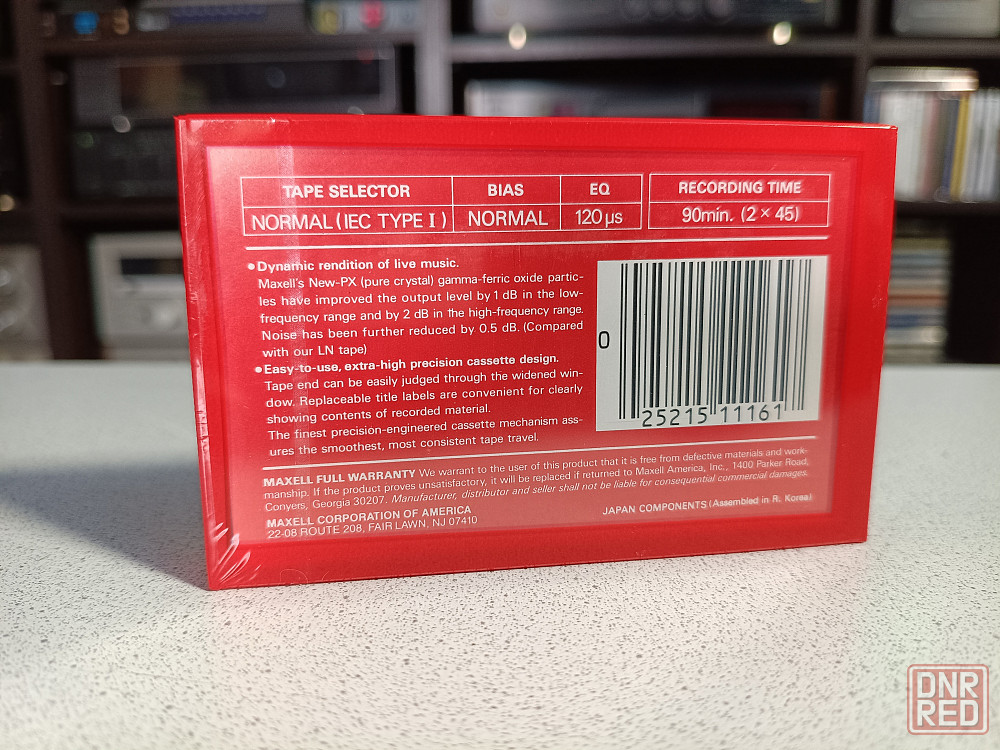 TAPE SELECTOR BIAS EQ RECORDING TIME
NORMAL (IEC TYPE I) NORMAL 120 μs 90min. (2 × 45)
●Dynamic rendition of live music.
Maxell's New-PX (pure crystal) gamma-ferric oxide partic-
les have improved the output level by 1 dB in the low-
frequency range and by 2 dB in the high-frequency range.
Noise has been further reduced by 0.5 dB. (Compared
with our LN tape)
●Easy-to-use, extra-high precision cassette design.
Tape end can be easily judged through the widened win-
dow. Replaceable title labels are convenient for clearly
showing contents of recorded material.
The finest precision-engineered cassette mechanism ass-
ures the smoothest, most consistent tape travel.
0
25215 11161
MAXELL FULL WARRANTY We warrant to the user of this product that it is free from defective materials and work-
manship. If the product proves unsatisfactory, it will be replaced if returned to Maxell America, Inc., 1400 Parker Road,
Conyers, Georgia 30207. Manufacturer, distributor and seller shall not be liable for consequential commercial damages.
MAXELL CORPORATION OF AMERICA
22-08 ROUTE 208, FAIR LAWN, NJ 07410
JAPAN COMPONENTS (Assembled in R. Korea)
DNR
RED